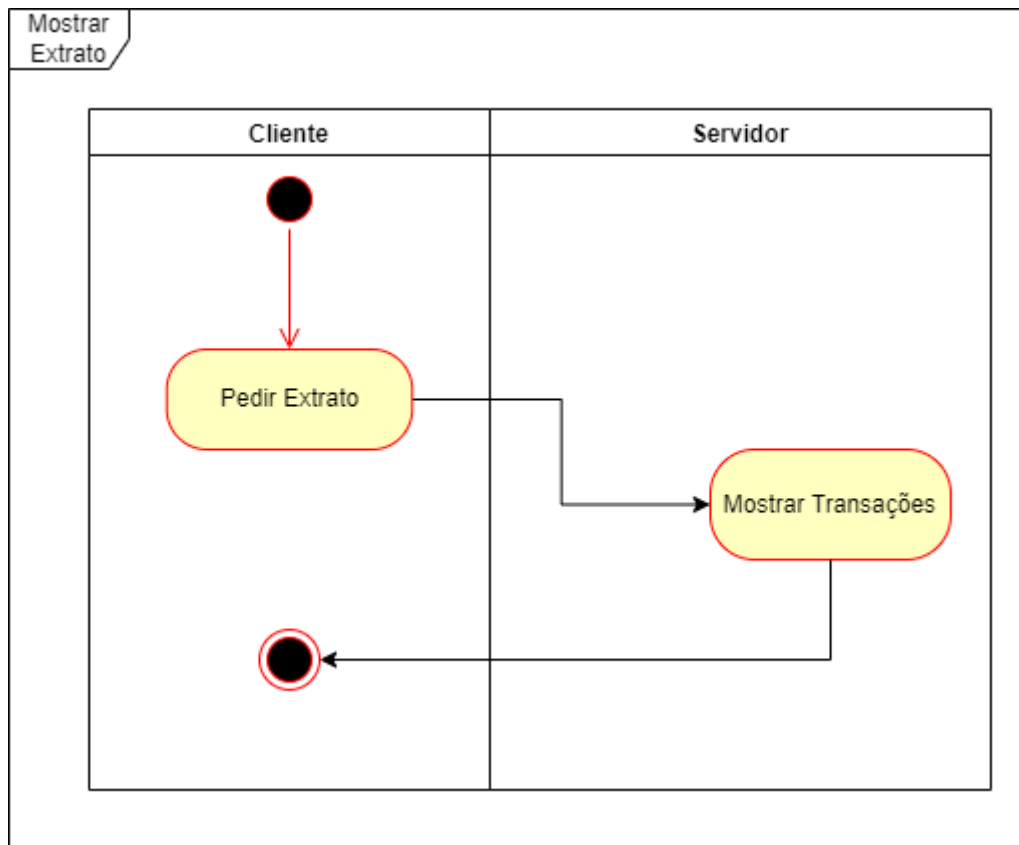 Mostrar
Extrato
Cliente
Servidor
Pedir Extrato
Mostrar Transações